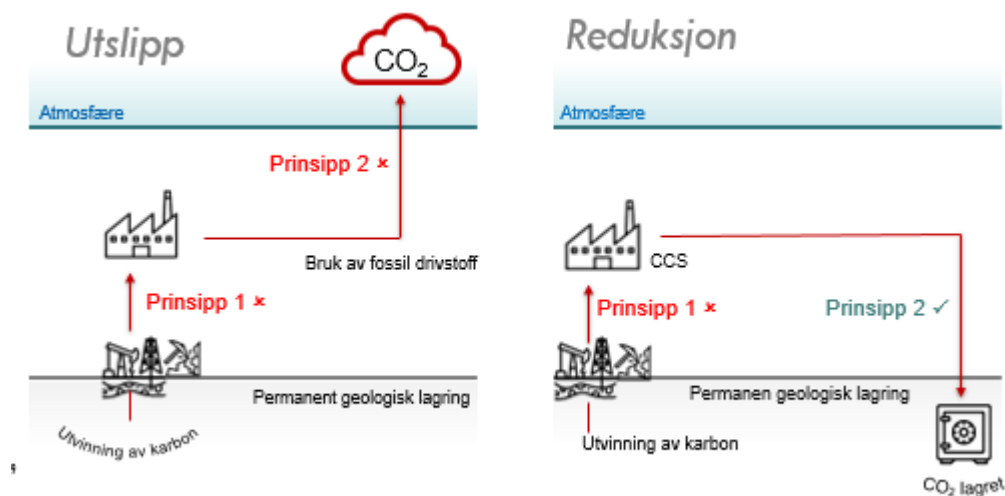 Utslipp
CO₂
Atmosfære
Prinsipp 2 ×
Bruk av fossil drivstoff
Prinsipp 1 ×
Permanent geologisk lagring
Utvinning av karbon
Reduksjon
Atmosfære
CCS
Prinsipp 1 ×
Prinsipp 2 ✓
Permanen geologisk lagring
Utvinning av karbon
CO₂ lagret